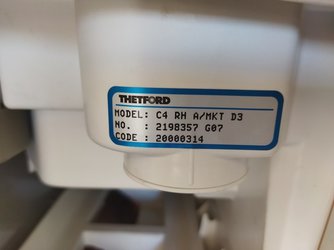 THETFORD
MODEL: C4 RH A/MKT D3
NO. : 2198357 G07
CODE : 20000314